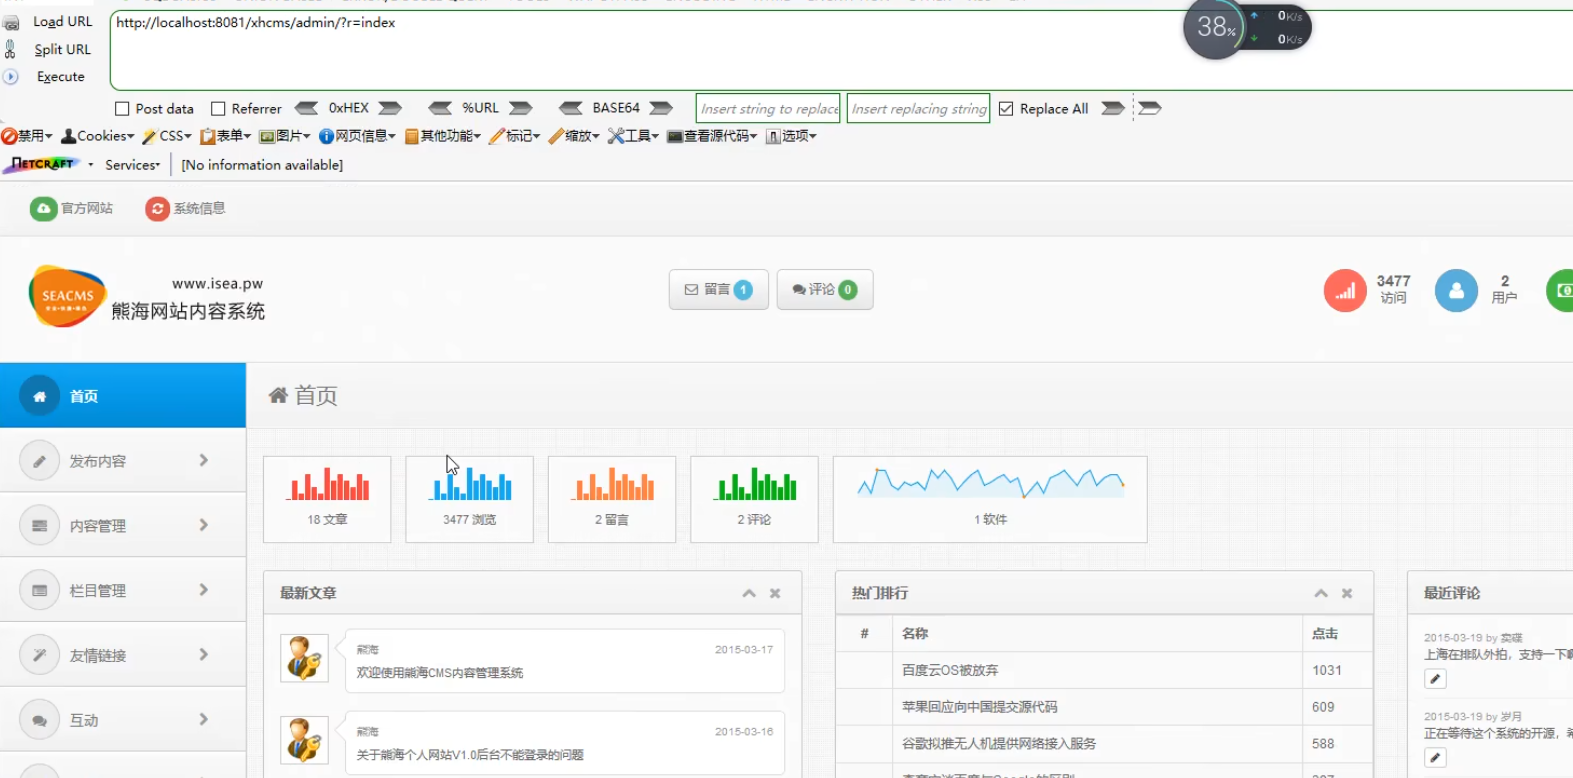 Load URL
http://localhost:8081/xhcms/admin/?r=index
38%
0K/s
0K/s
Split URL
Execute
Post data Referrer 0xHEX %URL BASE64 Insert string to replace Insert replacing string Replace All
禁用 Cookies CSS 表单 图片 网页信息 其他功能 标记 缩放 工具 查看源代码 选项
NETCRAFT Services [No information available]
官方网站 系统信息
SEACMS
www.isea.pw
熊海网站内容系统
留言 1 评论 0
3477
访问
2
用户
首页
首页
发布内容
内容管理
栏目管理
友情链接
互动
18 文章
3477 浏览
2 留言
2 评论
1 软件
最新文章
熊海 2015-03-17
欢迎使用熊海CMS内容管理系统
熊海 2015-03-16
关于熊海个人网站V1.0后台不能登录的问题
热门排行
# 名称 点击
百度云OS被放弃 1031
苹果回应向中国提交源代码 609
谷歌拟推无人机提供网络接入服务 588
最近评论
2015-03-19 by 卖碟
上海在排队外拍，支持一下
2015-03-19 by 岁月
正在等待这个系统的开源，